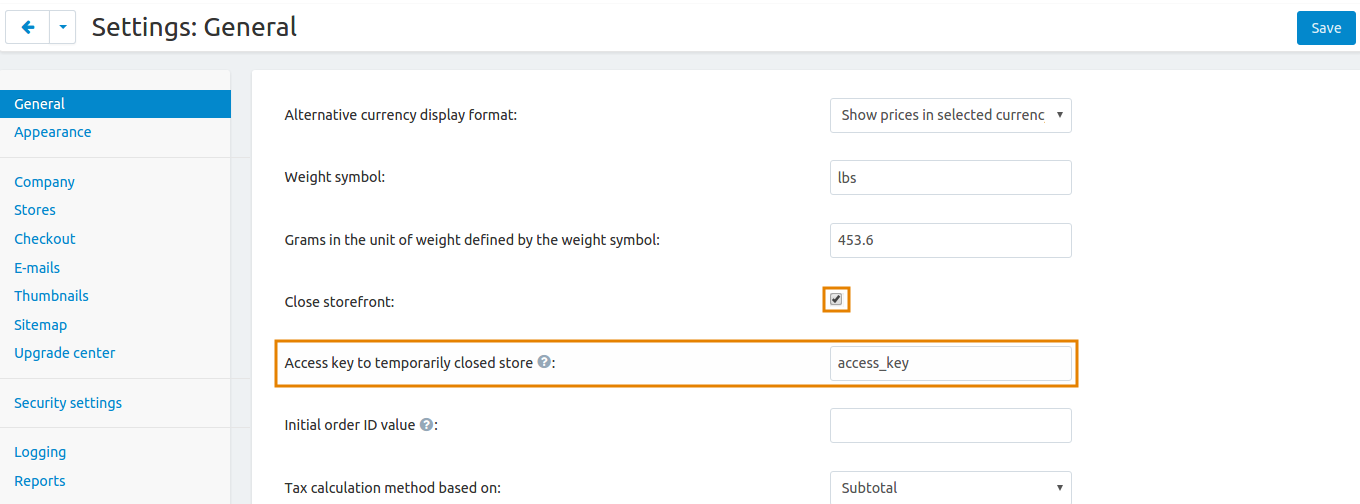 Settings: General
Save
General
Appearance
Company
Stores
Checkout
E-mails
Thumbnails
Sitemap
Upgrade center
Security settings
Logging
Reports
Alternative currency display format:
Show prices in selected currenc
Weight symbol:
lbs
Grams in the unit of weight defined by the weight symbol:
453.6
Close storefront:
Access key to temporarily closed store ?:
access_key
Initial order ID value ?:
Tax calculation method based on:
Subtotal